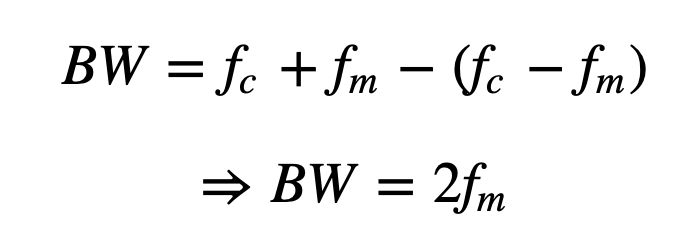 BW = f_c + f_m − (f_c − f_m)
⇒ BW = 2f_m